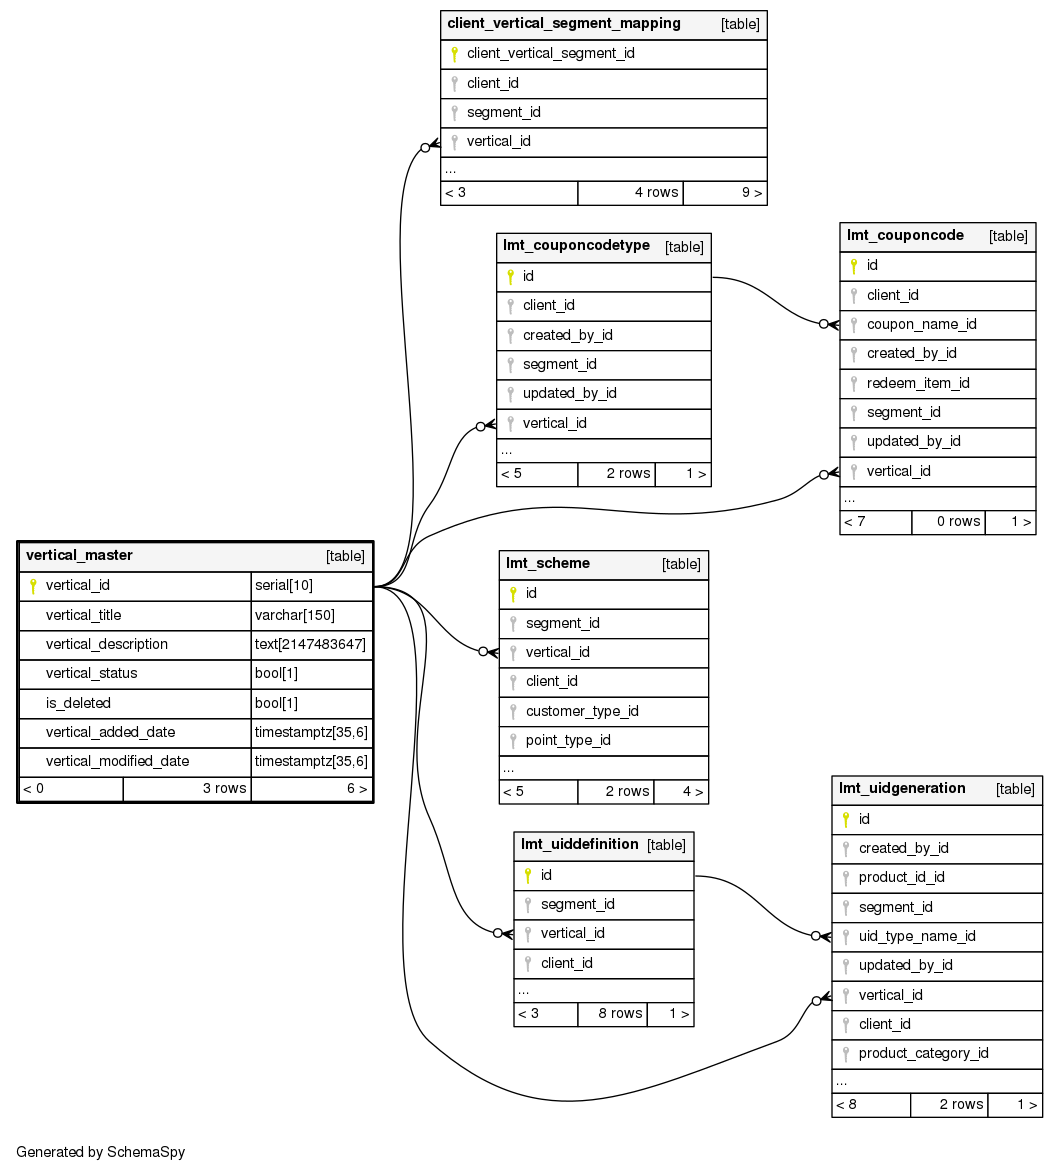 client_vertical_segment_mapping [table]
client_vertical_segment_id
client_id
segment_id
vertical_id
...
< 3 4 rows 9 >
lmt_couponcodetype [table]
id
client_id
created_by_id
segment_id
updated_by_id
vertical_id
...
< 5 2 rows 1 >
lmt_couponcode [table]
id
client_id
coupon_name_id
created_by_id
redeem_item_id
segment_id
updated_by_id
vertical_id
...
< 7 0 rows 1 >
vertical_master [table]
vertical_id serial[10]
vertical_title varchar[150]
vertical_description text[2147483647]
vertical_status bool[1]
is_deleted bool[1]
vertical_added_date timestamptz[35,6]
vertical_modified_date timestamptz[35,6]
< 0 3 rows 6 >
lmt_scheme [table]
id
segment_id
vertical_id
client_id
customer_type_id
point_type_id
...
< 5 2 rows 4 >
lmt_uiddefinition [table]
id
segment_id
vertical_id
client_id
...
< 3 8 rows 1 >
lmt_uidgeneration [table]
id
created_by_id
product_id_id
segment_id
uid_type_name_id
updated_by_id
vertical_id
client_id
product_category_id
...
< 8 2 rows 1 >
Generated by SchemaSpy